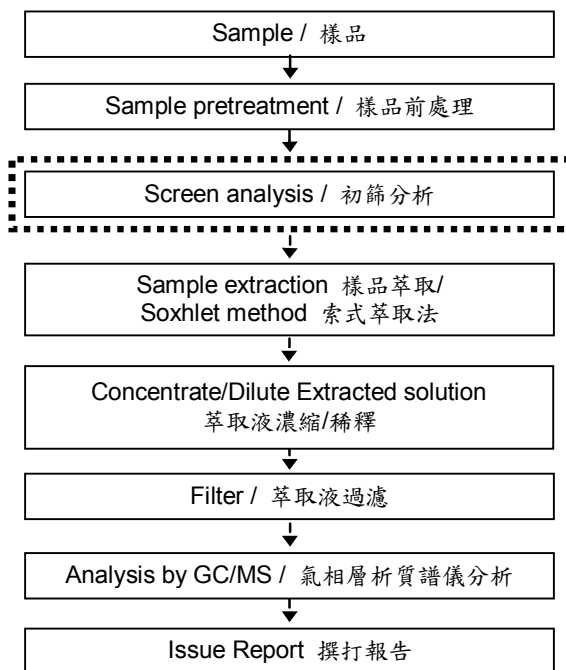 Sample / 樣品
Sample pretreatment / 樣品前處理
Screen analysis / 初篩分析
Sample extraction 樣品萃取/
Soxhlet method 索式萃取法
Concentrate/Dilute Extracted solution
萃取液濃縮/稀釋
Filter / 萃取液過濾
Analysis by GC/MS / 氣相層析質譜儀分析
Issue Report 撰打報告